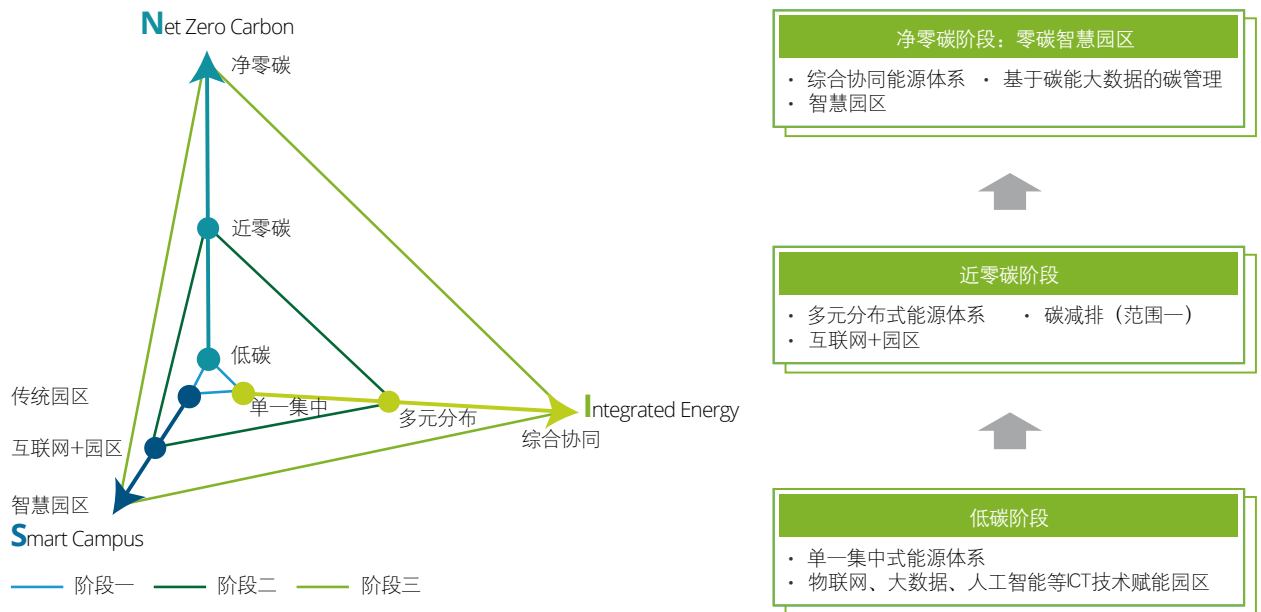 Net Zero Carbon
净零碳
近零碳
低碳
传统园区
单一集中
多元分布
Integrated Energy
综合协同
互联网+园区
智慧园区
Smart Campus
阶段一
阶段二
阶段三
净零碳阶段：零碳智慧园区
· 综合协同能源体系 · 基于碳能大数据的碳管理
· 智慧园区
近零碳阶段
· 多元分布式能源体系 · 碳减排（范围一）
· 互联网+园区
低碳阶段
· 单一集中式能源体系
· 物联网、大数据、人工智能等ICT技术赋能园区